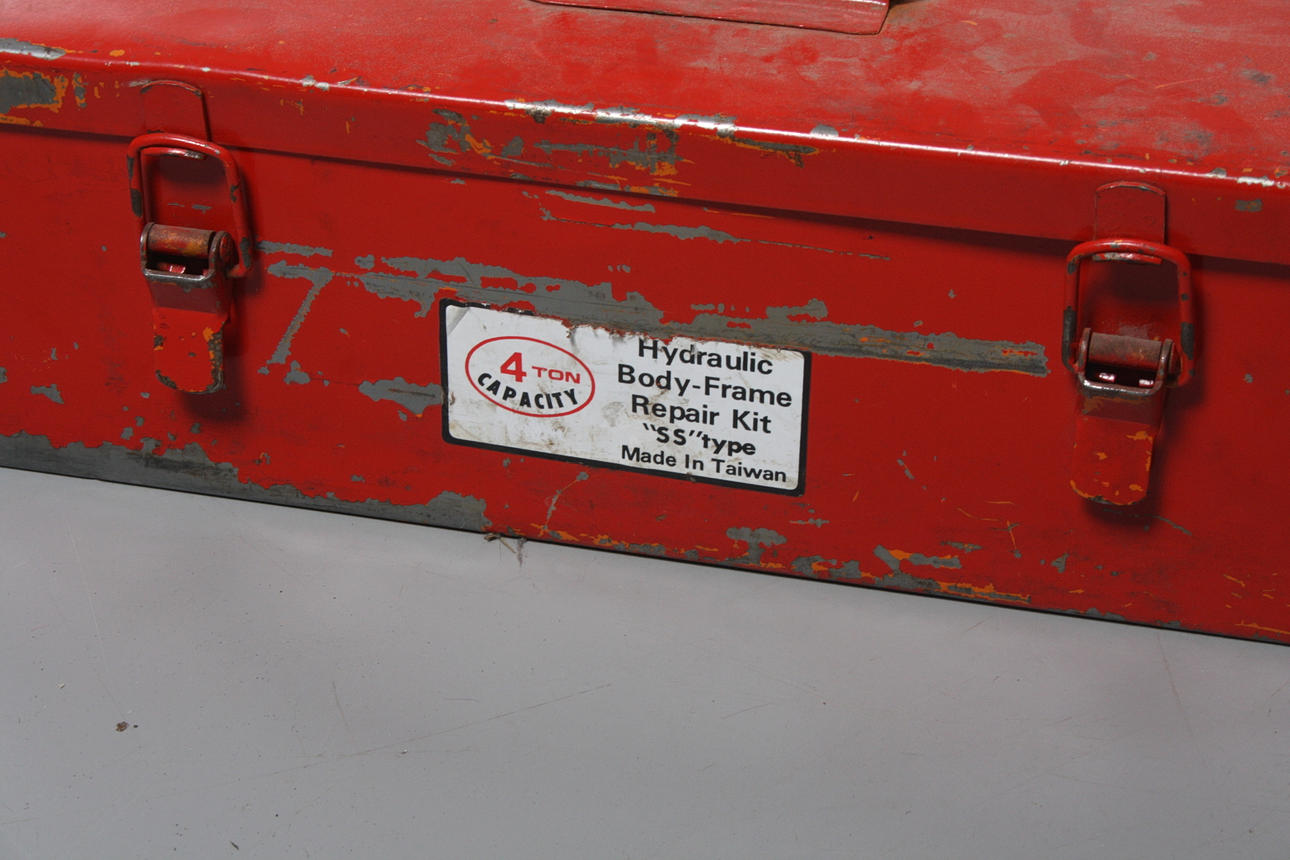 4 TON
CAPACITY
Hydraulic
Body-Frame
Repair Kit
"SS"type
Made In Taiwan